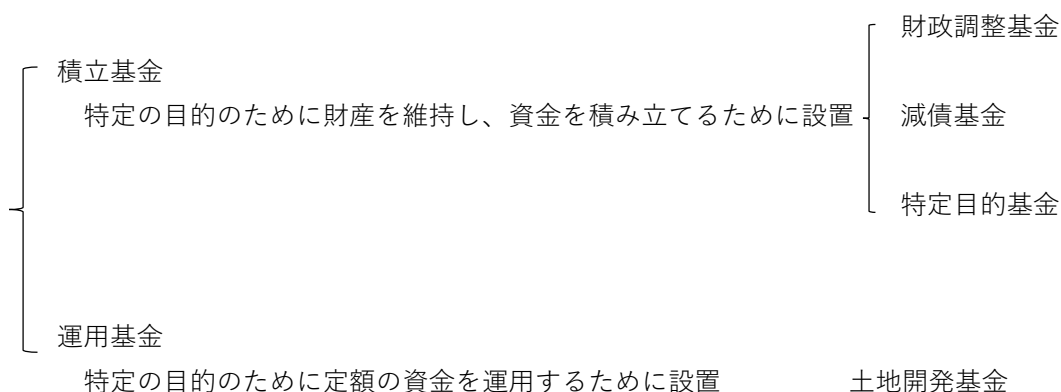 財政調整基金
積立基金
特定の目的のために財産を維持し、資金を積み立てるために設置
減債基金
特定目的基金
運用基金
特定の目的のために定額の資金を運用するために設置
土地開発基金